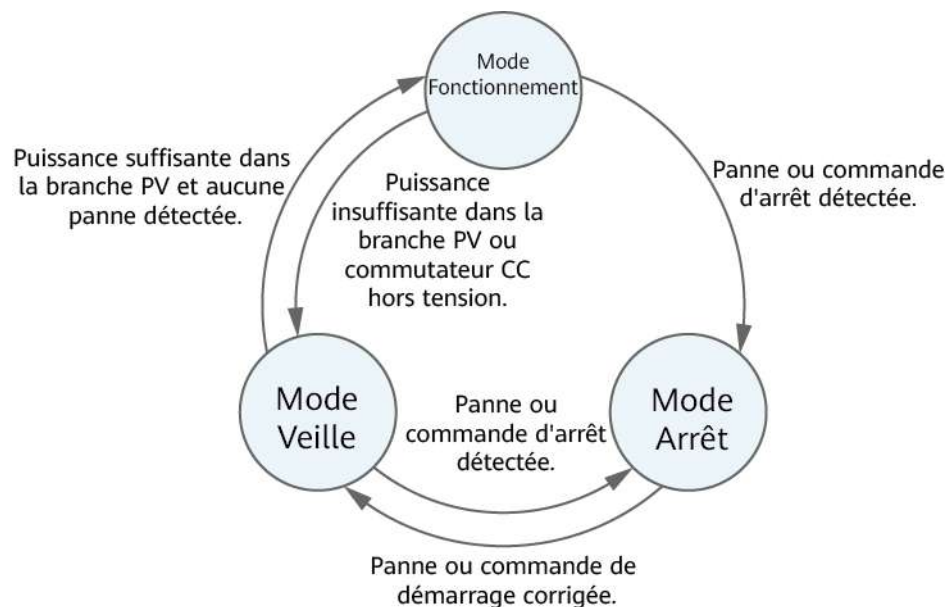 Mode
Fonctionnement
Puissance suffisante dans
la branche PV et aucune
panne détectée.
Puissance
insuffisante dans la
branche PV ou
commutateur CC
hors tension.
Panne ou commande
d'arrêt détectée.
Mode
Veille
Panne ou
commande d'arrêt
détectée.
Mode
Arrêt
Panne ou commande de
démarrage corrigée.